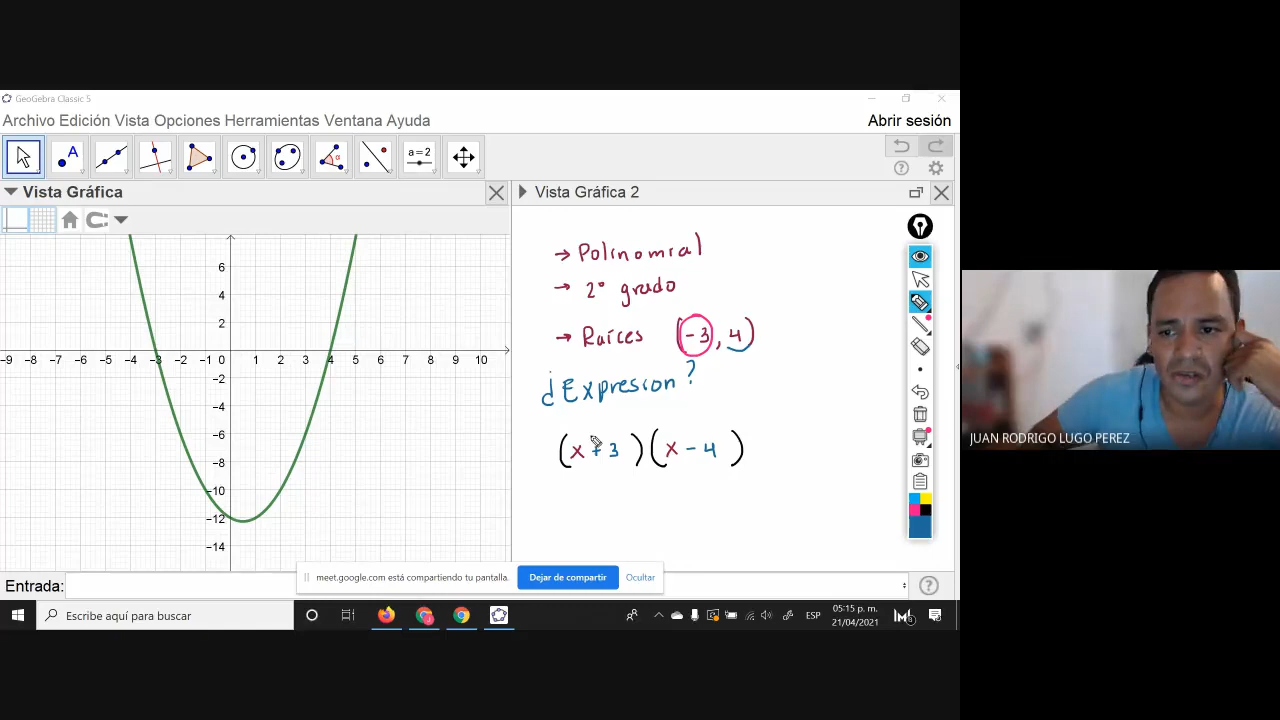 GeoGebra Classic 5
Archivo Edición Vista Opciones Herramientas Ventana Ayuda
Abrir sesión
A
α
a=2
Vista Gráfica
Vista Gráfica 2
6
4
2
-9 -8 -7 -6 -5 -4 -3 -2 -1 0 1 2 3 4 5 6 7 8 9 10
-2
-4
-6
-8
-10
-12
-14
→ Polinomial
→ 2° grado
→ Raíces (-3, 4)
¿Expresion?
(x + 3)(x - 4)
JUAN RODRIGO LUGO PEREZ
meet.google.com está compartiendo tu pantalla.
Dejar de compartir
Ocultar
Entrada:
Escribe aquí para buscar
ESP
05:15 p. m.
21/04/2021